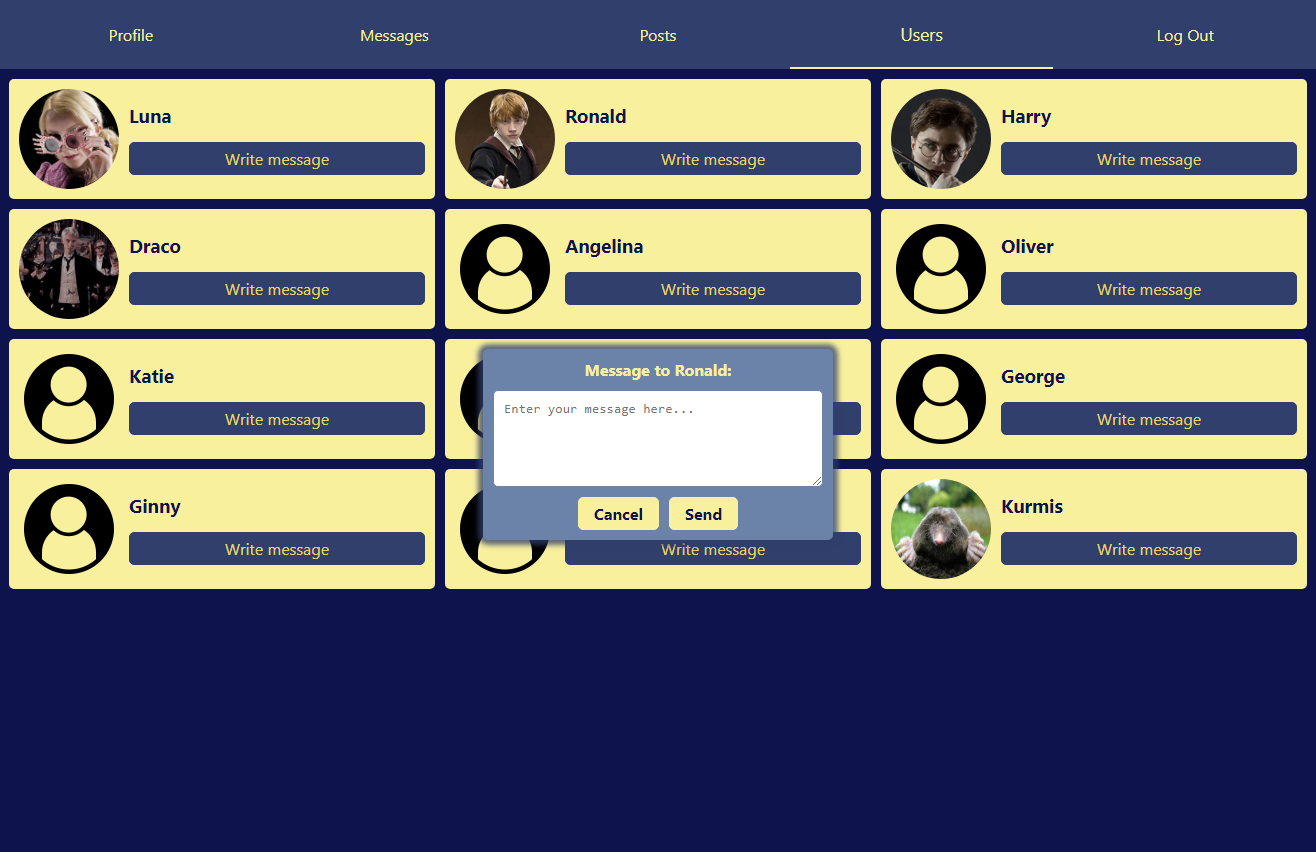 Profile
Messages
Posts
Users
Log Out
Luna
Write message
Ronald
Write message
Harry
Write message
Draco
Write message
Angelina
Write message
Oliver
Write message
Katie
Write message
George
Write message
Message to Ronald:
Enter your message here...
Cancel
Send
Ginny
Write message
Write message
Kurmis
Write message